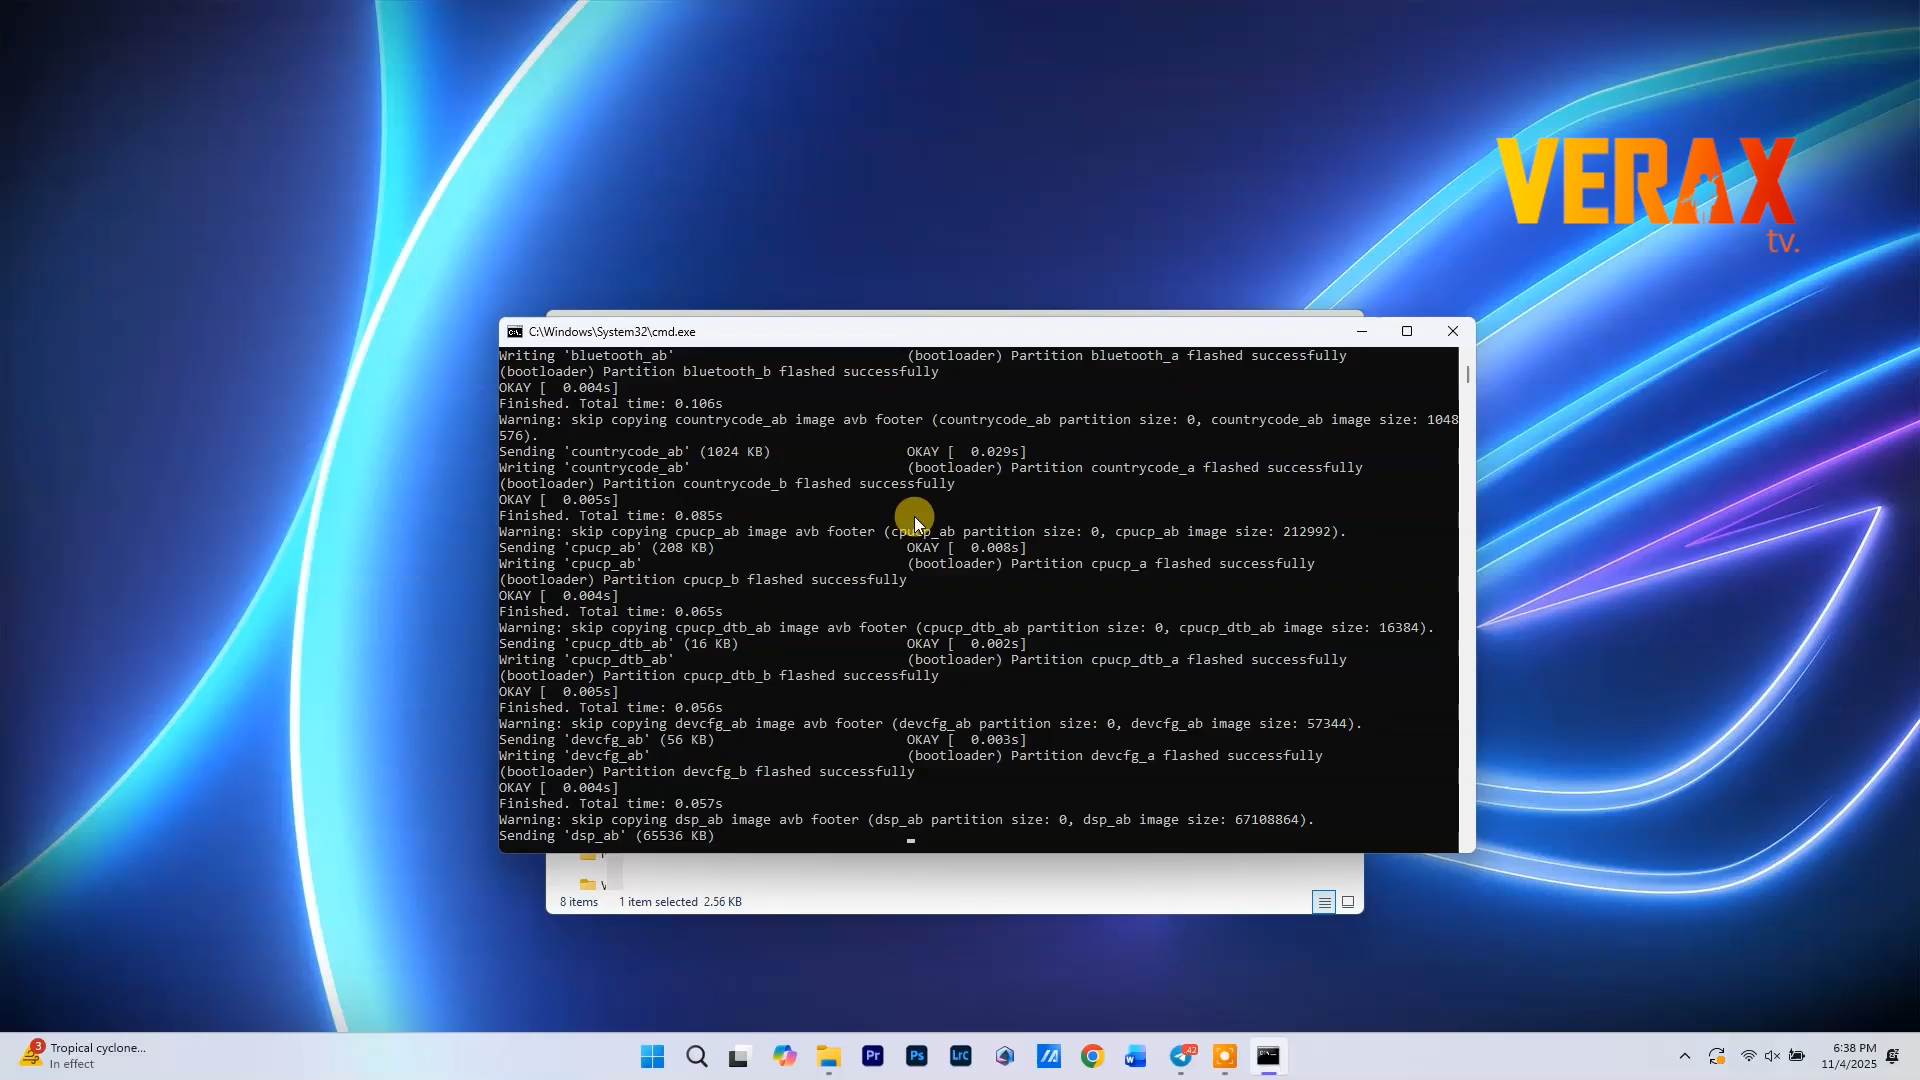 VERAX
tv.
C:\Windows\System32\cmd.exe
Writing 'bluetooth_ab' (bootloader) Partition bluetooth_a flashed successfully
(bootloader) Partition bluetooth_b flashed successfully
OKAY [  0.004s]
Finished. Total time: 0.106s
Warning: skip copying countrycode_ab image avb footer (countrycode_ab partition size: 0, countrycode_ab image size: 1048
576).
Sending 'countrycode_ab' (1024 KB) OKAY [  0.029s]
Writing 'countrycode_ab' (bootloader) Partition countrycode_a flashed successfully
(bootloader) Partition countrycode_b flashed successfully
OKAY [  0.005s]
Finished. Total time: 0.085s
Warning: skip copying cpucp_ab image avb footer (cpucp_ab partition size: 0, cpucp_ab image size: 212992).
Sending 'cpucp_ab' (208 KB) OKAY [  0.008s]
Writing 'cpucp_ab' (bootloader) Partition cpucp_a flashed successfully
(bootloader) Partition cpucp_b flashed successfully
OKAY [  0.004s]
Finished. Total time: 0.065s
Warning: skip copying cpucp_dtb_ab image avb footer (cpucp_dtb_ab partition size: 0, cpucp_dtb_ab image size: 16384).
Sending 'cpucp_dtb_ab' (16 KB) OKAY [  0.002s]
Writing 'cpucp_dtb_ab' (bootloader) Partition cpucp_dtb_a flashed successfully
(bootloader) Partition cpucp_dtb_b flashed successfully
OKAY [  0.005s]
Finished. Total time: 0.056s
Warning: skip copying devcfg_ab image avb footer (devcfg_ab partition size: 0, devcfg_ab image size: 57344).
Sending 'devcfg_ab' (56 KB) OKAY [  0.003s]
Writing 'devcfg_ab' (bootloader) Partition devcfg_a flashed successfully
(bootloader) Partition devcfg_b flashed successfully
OKAY [  0.004s]
Finished. Total time: 0.057s
Warning: skip copying dsp_ab image avb footer (dsp_ab partition size: 0, dsp_ab image size: 67108864).
Sending 'dsp_ab' (65536 KB)
8 items 1 item selected 2.56 KB
3
Tropical cyclone...
In effect
Pr
Ps
LrC
42
6:38 PM
11/4/2025